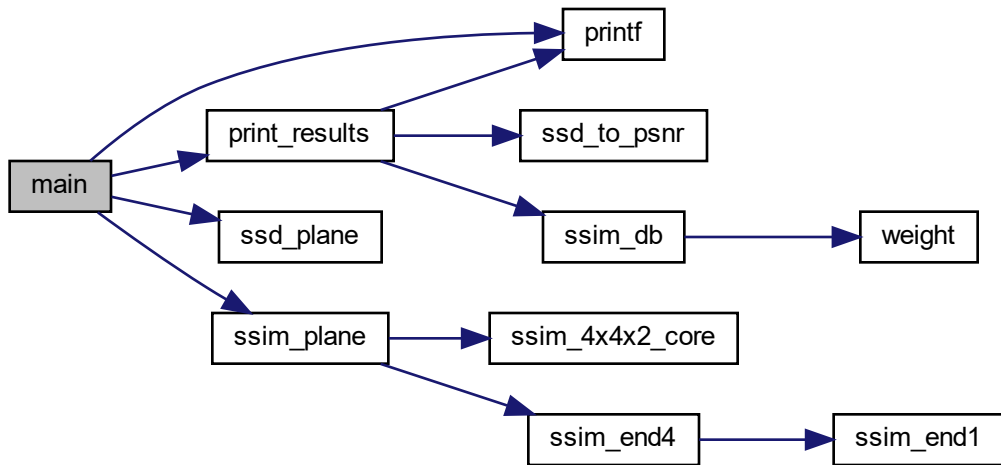 printf
print_results
ssd_to_psnr
main
ssd_plane
ssim_db
weight
ssim_plane
ssim_4x4x2_core
ssim_end4
ssim_end1